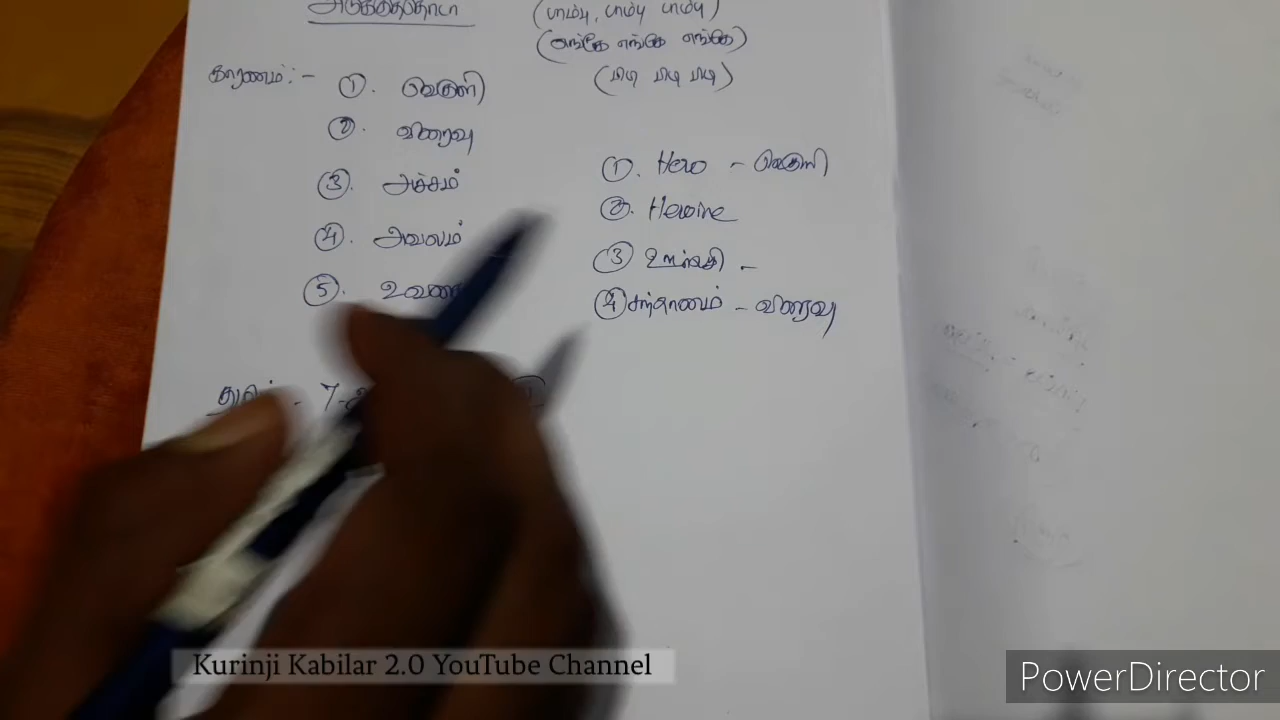 அடுக்குத்தொடர்
(பாம்பு, பாம்பு பாம்பு)
(எங்கே எங்கே எங்கே)
(பிடி பிடி பிடி)
காரணம் :-
① வெகுளி
② . விரைவு
③ . அச்சம்
④ . அவலம்
⑤ . உவகை
① . Hero - வெகுளி
② . Heroine
③
④ சந்தானம் - விரைவு
Kurinji Kabilar 2.0 YouTube Channel
PowerDirector